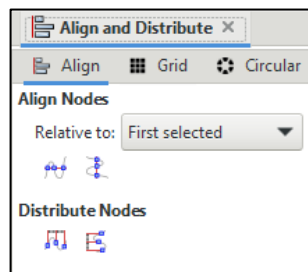 Align and Distribute
Align Grid Circular
Align Nodes
Relative to: First selected
Distribute Nodes